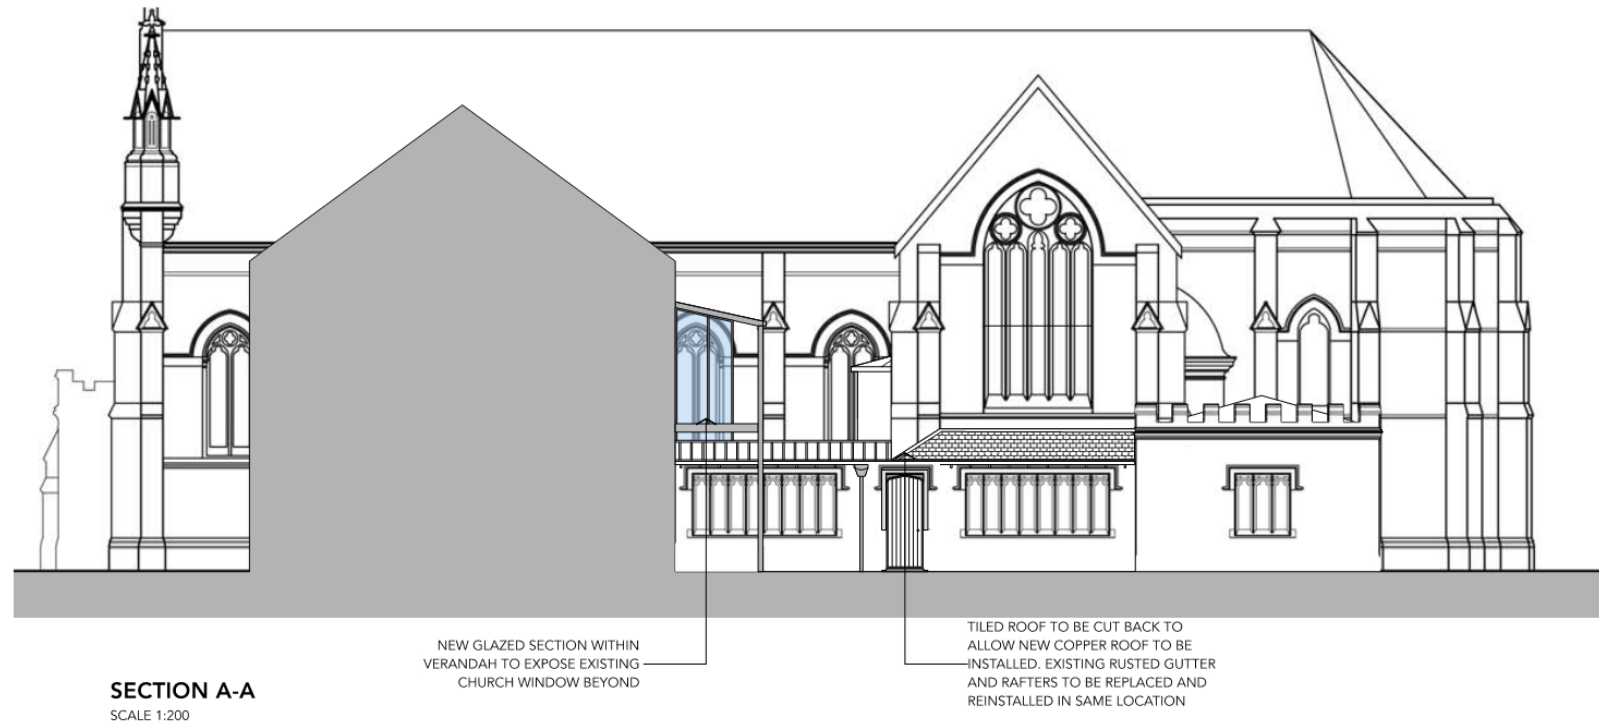 NEW GLAZED SECTION WITHIN
VERANDAH TO EXPOSE EXISTING
CHURCH WINDOW BEYOND
TILED ROOF TO BE CUT BACK TO
ALLOW NEW COPPER ROOF TO BE
INSTALLED. EXISTING RUSTED GUTTER
AND RAFTERS TO BE REPLACED AND
REINSTALLED IN SAME LOCATION
SECTION A-A
SCALE 1:200